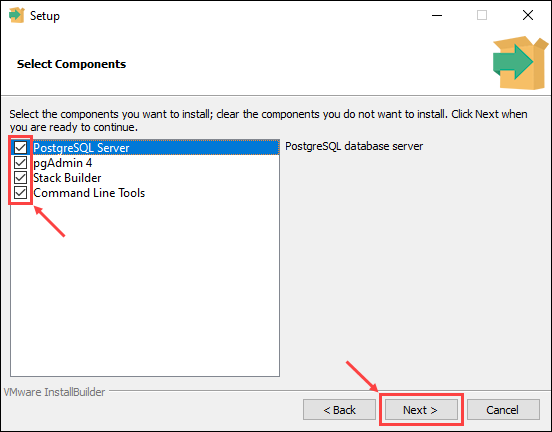 Setup
Select Components
Select the components you want to install; clear the components you do not want to install. Click Next when
you are ready to continue.
PostgreSQL Server
PostgreSQL database server
pgAdmin 4
Stack Builder
Command Line Tools
VMware InstallBuilder
< Back
Next >
Cancel